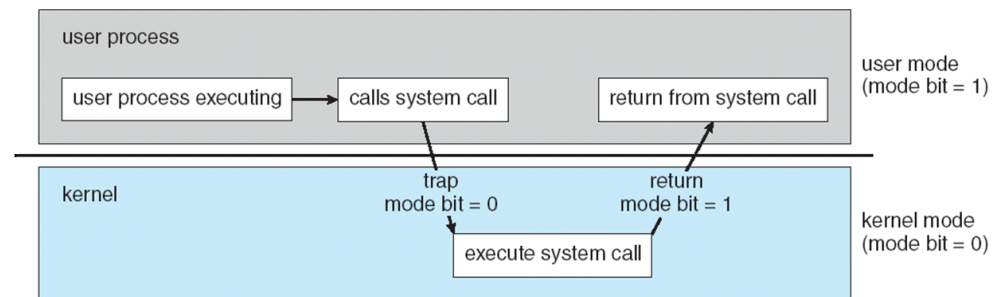 user process
user process executing
calls system call
return from system call
user mode
(mode bit = 1)
kernel
trap
mode bit = 0
return
mode bit = 1
execute system call
kernel mode
(mode bit = 0)